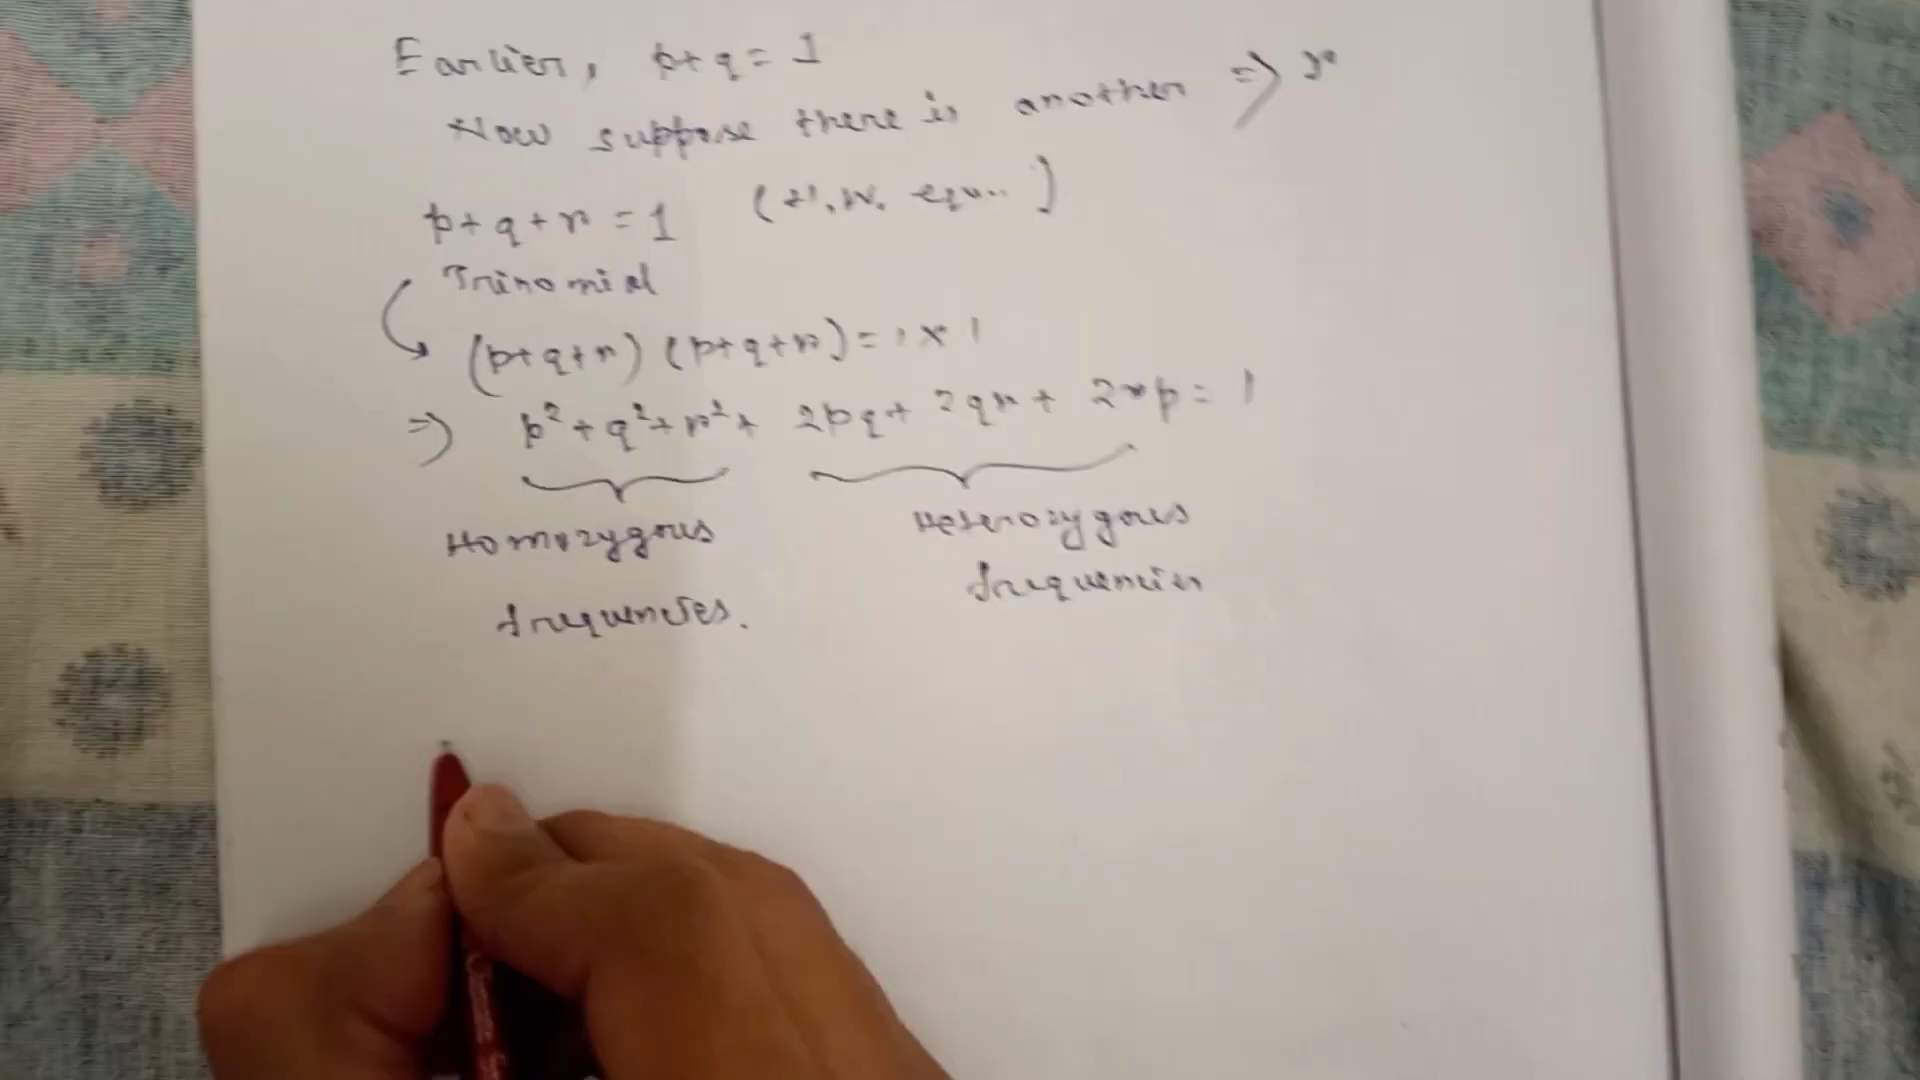 Earlier, p+q=1
Now suppose there is another => r
p+q+r=1 (H.W. equ..)
Trinomial
(p+q+r) (p+q+r) = 1 x 1
=> p²+q²+r²+ 2pq+ 2qr+ 2rp = 1
Homozygous Heterozygous
frequencies. frequencies